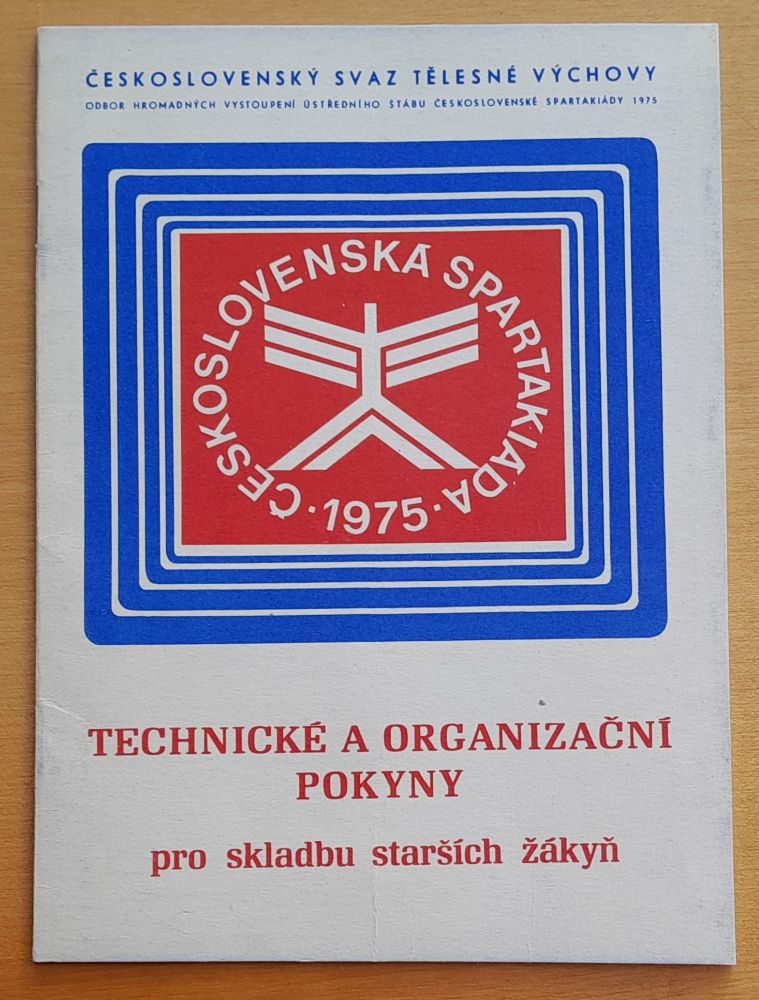 ČESKOSLOVENSKÝ SVAZ TĚLESNÉ VÝCHOVY
ODBOR HROMADNÝCH VYSTOUPENÍ ÚSTŘEDNÍHO ŠTÁBU ČESKOSLOVENSKÉ SPARTAKIÁDY 1975
ČESKOSLOVENSKÁ SPARTAKIÁDA
· 1975 ·
TECHNICKÉ A ORGANIZAČNÍ
POKYNY
pro skladbu starších žákyň